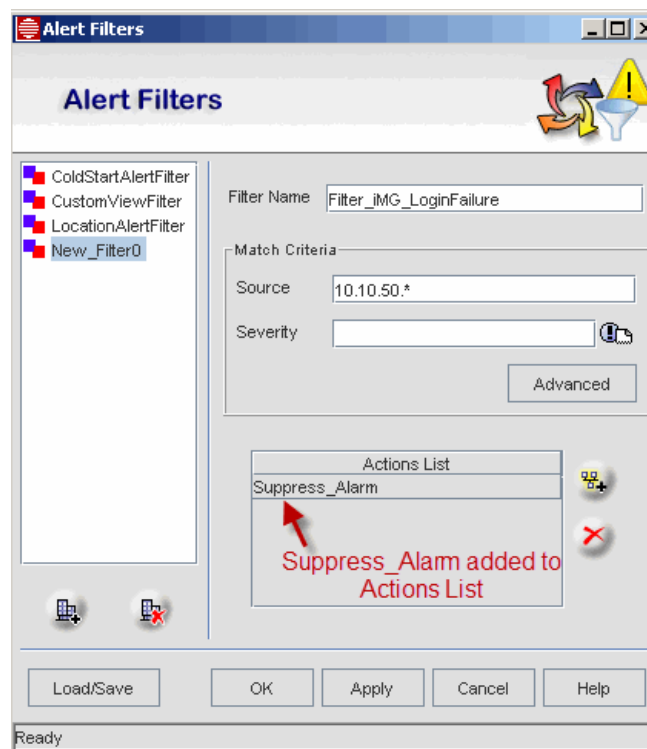 Alert Filters
Alert Filters
ColdStartAlertFilter
CustomViewFilter
LocationAlertFilter
New_Filter0
Filter Name
Filter_iMG_LoginFailure
Match Criteria
Source
10.10.50.*
Severity
Advanced
Actions List
Suppress_Alarm
Suppress_Alarm added to
Actions List
Load/Save
OK
Apply
Cancel
Help
Ready